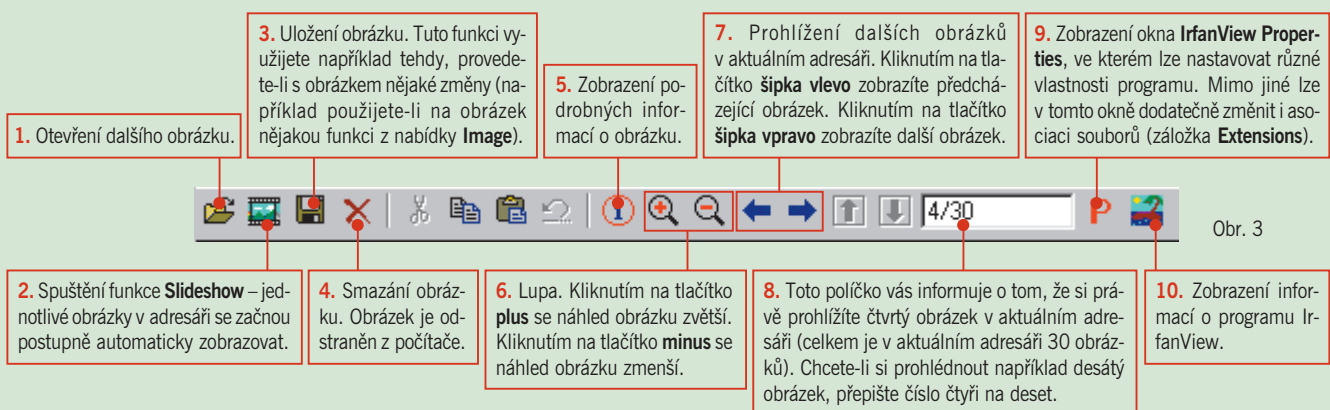 1. Otevření dalšího obrázku.
3. Uložení obrázku. Tuto funkci vy-
užijete například tehdy, provede-
te-li s obrázkem nějaké změny (na-
příklad použijete-li na obrázek
nějakou funkci z nabídky Image).
5. Zobrazení po-
drobných infor-
mací o obrázku.
7. Prohlížení dalších obrázků
v aktuálním adresáři. Kliknutím na tla-
čítko šipka vlevo zobrazíte předchá-
zející obrázek. Kliknutím na tlačítko
šipka vpravo zobrazíte další obrázek.
9. Zobrazení okna IrfanView Proper-
ties, ve kterém lze nastavovat různé
vlastnosti programu. Mimo jiné lze
v tomto okně dodatečně změnit i aso-
ciaci souborů (záložka Extensions).
4/30
P
Obr. 3
2. Spuštění funkce Slideshow – jed-
notlivé obrázky v adresáři se začnou
postupně automaticky zobrazovat.
4. Smazání obráz-
ku. Obrázek je od-
straněn z počítače.
6. Lupa. Kliknutím na tlačítko
plus se náhled obrázku zvětší.
Kliknutím na tlačítko minus se
náhled obrázku zmenší.
8. Toto políčko vás informuje o tom, že si prá-
vě prohlížíte čtvrtý obrázek v aktuálním adre-
sáři (celkem je v aktuálním adresáři 30 obráz-
ků). Chcete-li si prohlédnout například desátý
obrázek, přepište číslo čtyři na deset.
10. Zobrazení infor-
mací o programu Ir-
fanView.